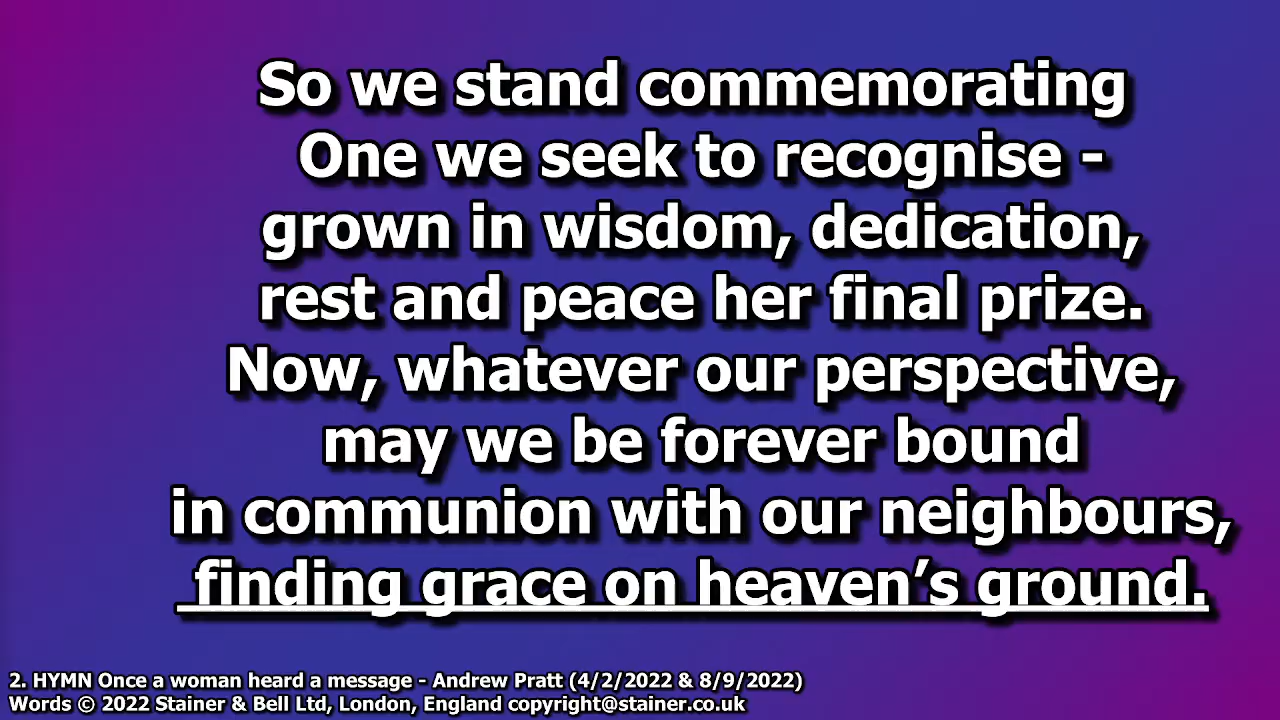 So we stand commemorating
One we seek to recognise -
grown in wisdom, dedication,
rest and peace her final prize.
Now, whatever our perspective,
may we be forever bound
in communion with our neighbours,
finding grace on heaven’s ground.
2. HYMN Once a woman heard a message - Andrew Pratt (4/2/2022 & 8/9/2022)
Words © 2022 Stainer & Bell Ltd, London, England copyright@stainer.co.uk